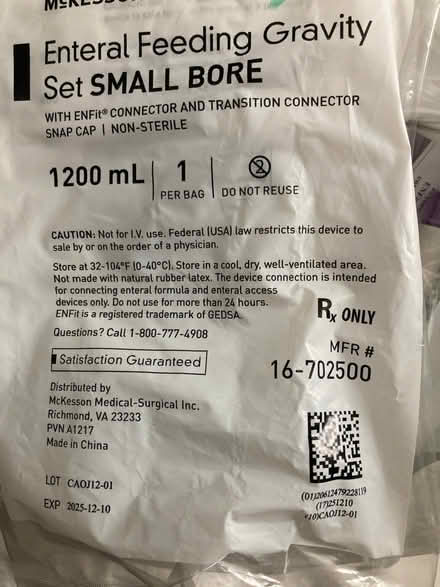 Enteral Feeding Gravity
Set SMALL BORE
WITH ENFit® CONNECTOR AND TRANSITION CONNECTOR
SNAP CAP | NON-STERILE
1200 mL | 1 PER BAG | DO NOT REUSE
CAUTION: Not for I.V. use. Federal (USA) law restricts this device to
sale by or on the order of a physician.
Store at 32-104°F (0-40°C). Store in a cool, dry, well-ventilated area.
Not made with natural rubber latex. The device connection is intended
for connecting enteral formula and enteral access
devices only. Do not use for more than 24 hours.
ENFit is a registered trademark of GEDSA.
Rx ONLY
Questions? Call 1-800-777-4908
MFR #
16-702500
Satisfaction Guaranteed
Distributed by
McKesson Medical-Surgical Inc.
Richmond, VA 23233
PVN A1217
Made in China
LOT CAOJ12-01
EXP 2025-12-10
(01)20612479228119
(17)251210
(10)CAOJ12-01